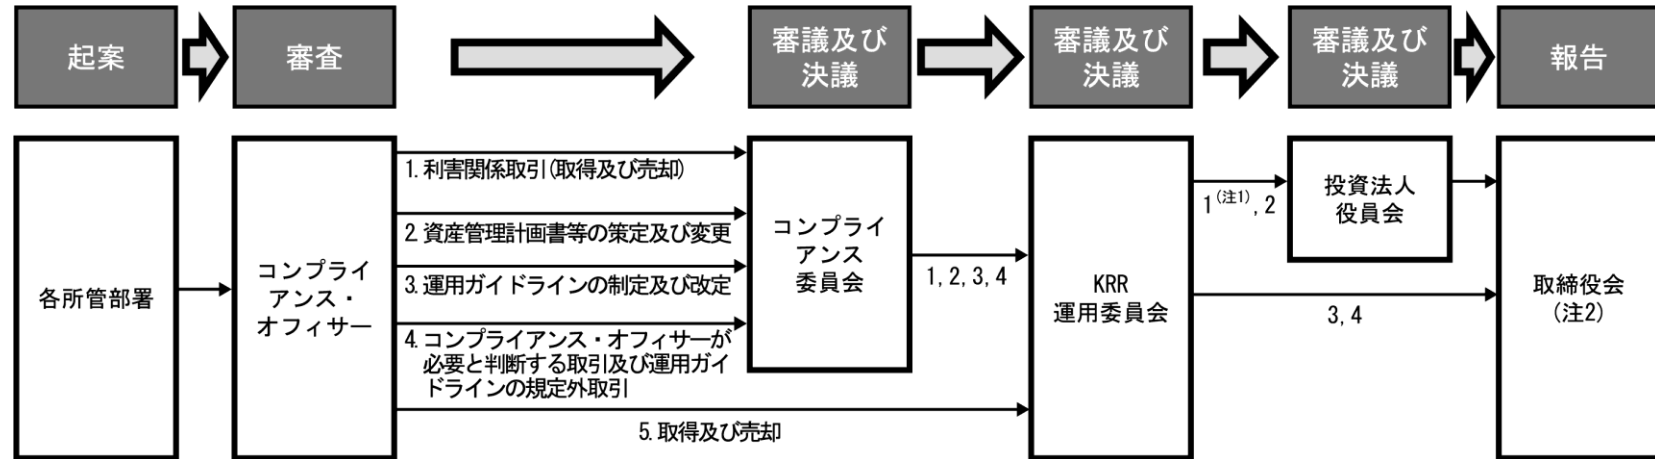 起案
審査
審議及び
決議
審議及び
決議
審議及び
決議
報告
各所管部署
コンプライ
アンス・
オフィサー
1. 利害関係取引(取得及び売却)
2. 資産管理計画書等の策定及び変更
3. 運用ガイドラインの制定及び改定
4. コンプライアンス・オフィサーが
必要と判断する取引及び運用ガイ
ドラインの規定外取引
5. 取得及び売却
コンプライ
アンス
委員会
1, 2, 3, 4
KRR
運用委員会
1(注1), 2
3, 4
投資法人
役員会
取締役会
(注2)